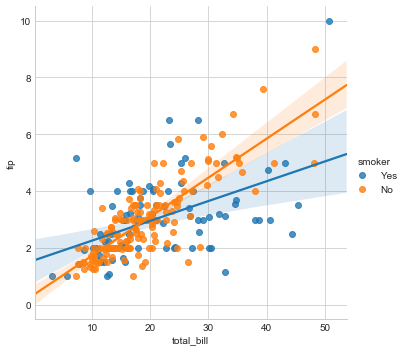 10
8
6
4
2
0
tip
10 20 30 40 50
total_bill
smoker
Yes
No